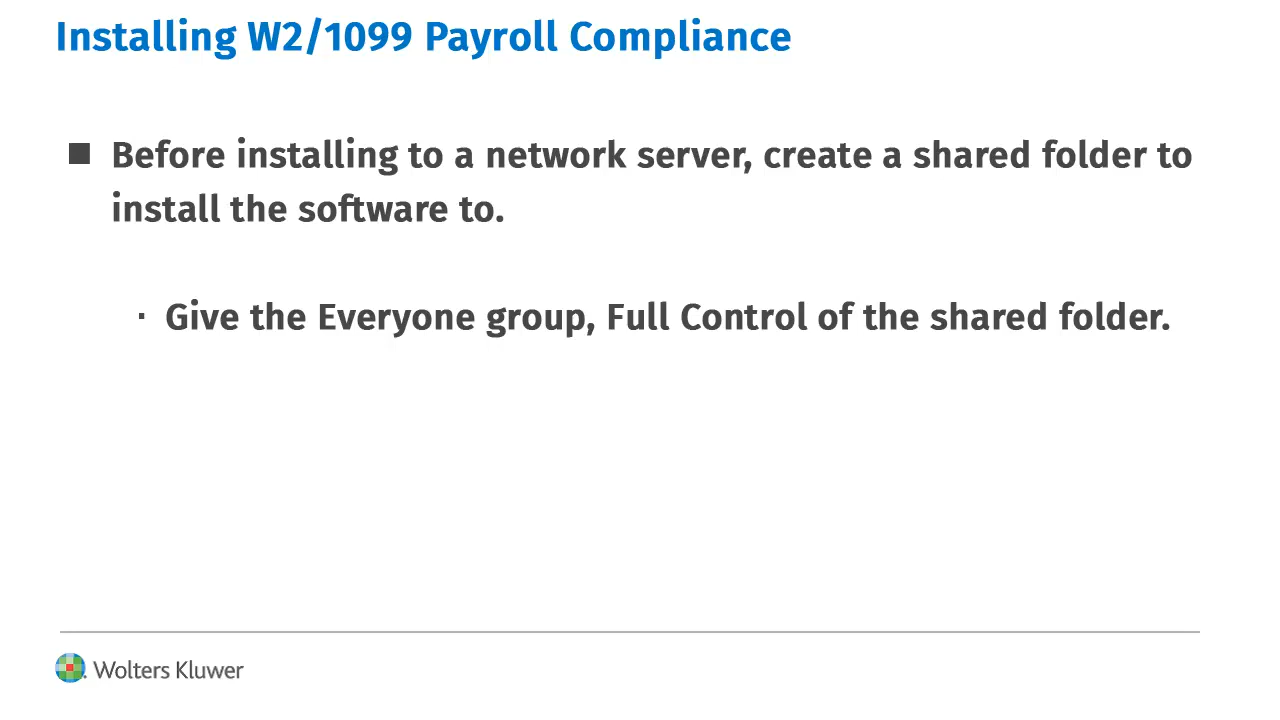 Installing W2/1099 Payroll Compliance
■ Before installing to a network server, create a shared folder to
install the software to.
· Give the Everyone group, Full Control of the shared folder.
Wolters Kluwer